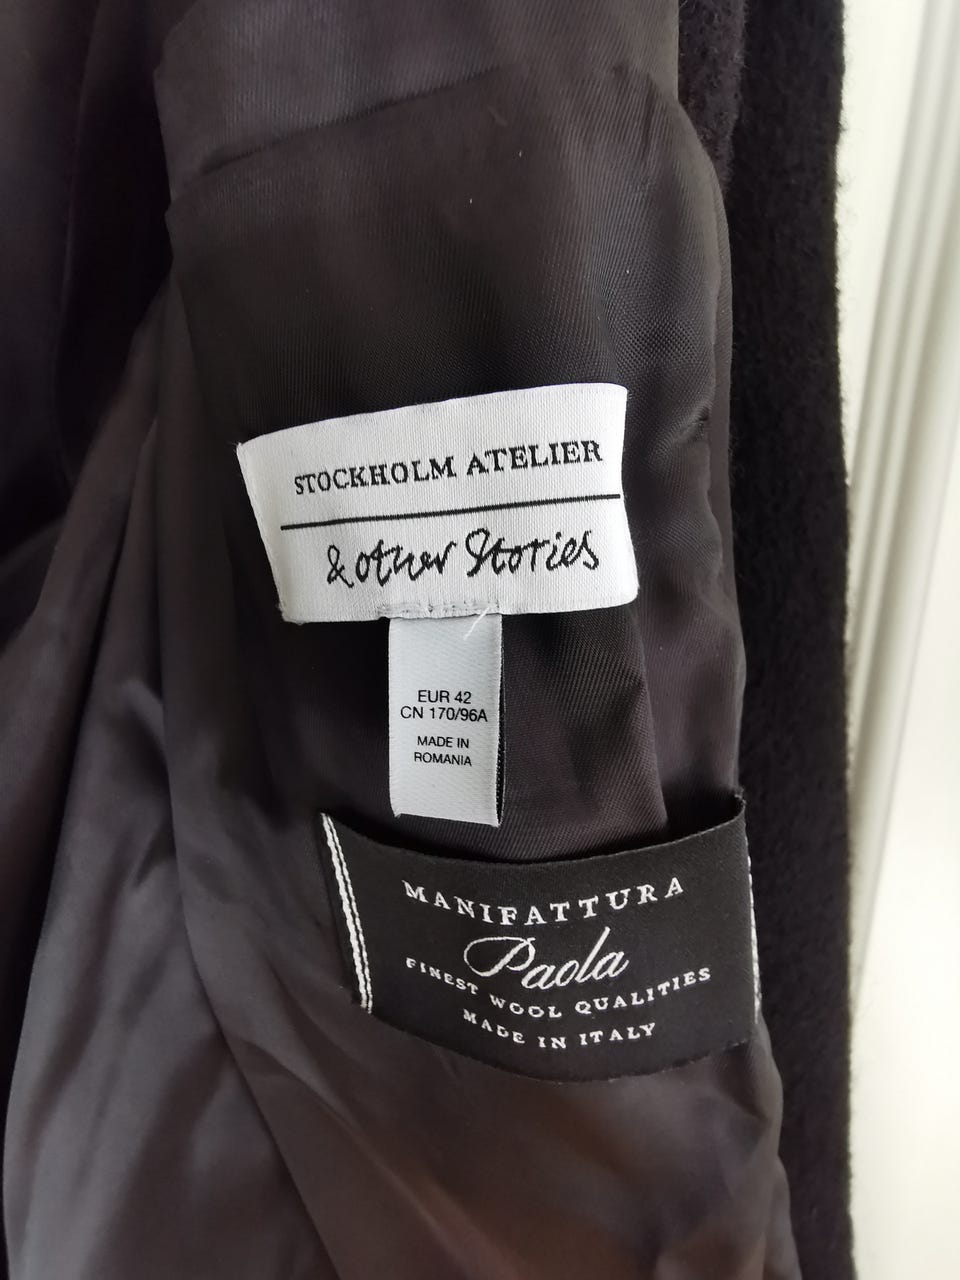 STOCKHOLM ATELIER
& other Stories
EUR 42
CN 170/96A
MADE IN
ROMANIA
MANIFATTURA
Paola
FINEST WOOL QUALITIES
MADE IN ITALY